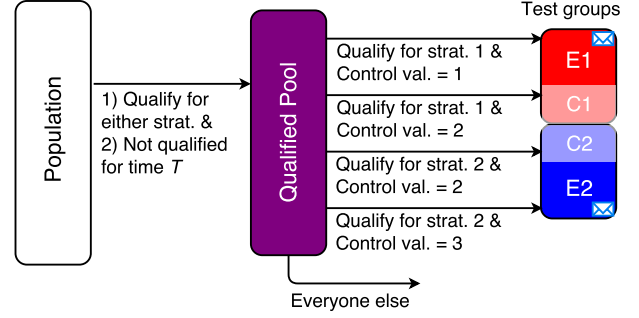 Test groups
Population
1) Qualify for
either strat. &
2) Not qualified
for time T
Qualified Pool
Qualify for strat. 1 &
Control val. = 1
Qualify for strat. 1 &
Control val. = 2
Qualify for strat. 2 &
Control val. = 2
Qualify for strat. 2 &
Control val. = 3
E1
C1
C2
E2
Everyone else